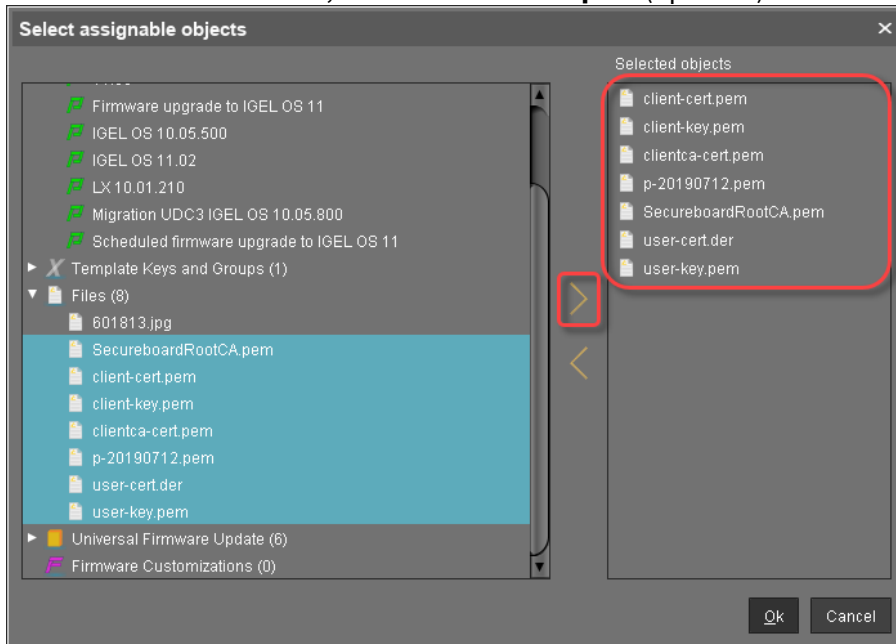 Select assignable objects
Selected objects
Firmware upgrade to IGEL OS 11
IGEL OS 10.05.500
IGEL OS 11.02
LX 10.01.210
Migration UDC3 IGEL OS 10.05.800
Scheduled firmware upgrade to IGEL OS 11
Template Keys and Groups (1)
Files (8)
601813.jpg
SecureboardRootCA.pem
client-cert.pem
client-key.pem
clientca-cert.pem
p-20190712.pem
user-cert.der
user-key.pem
Universal Firmware Update (6)
Firmware Customizations (0)
client-cert.pem
client-key.pem
clientca-cert.pem
p-20190712.pem
SecureboardRootCA.pem
user-cert.der
user-key.pem
Ok
Cancel